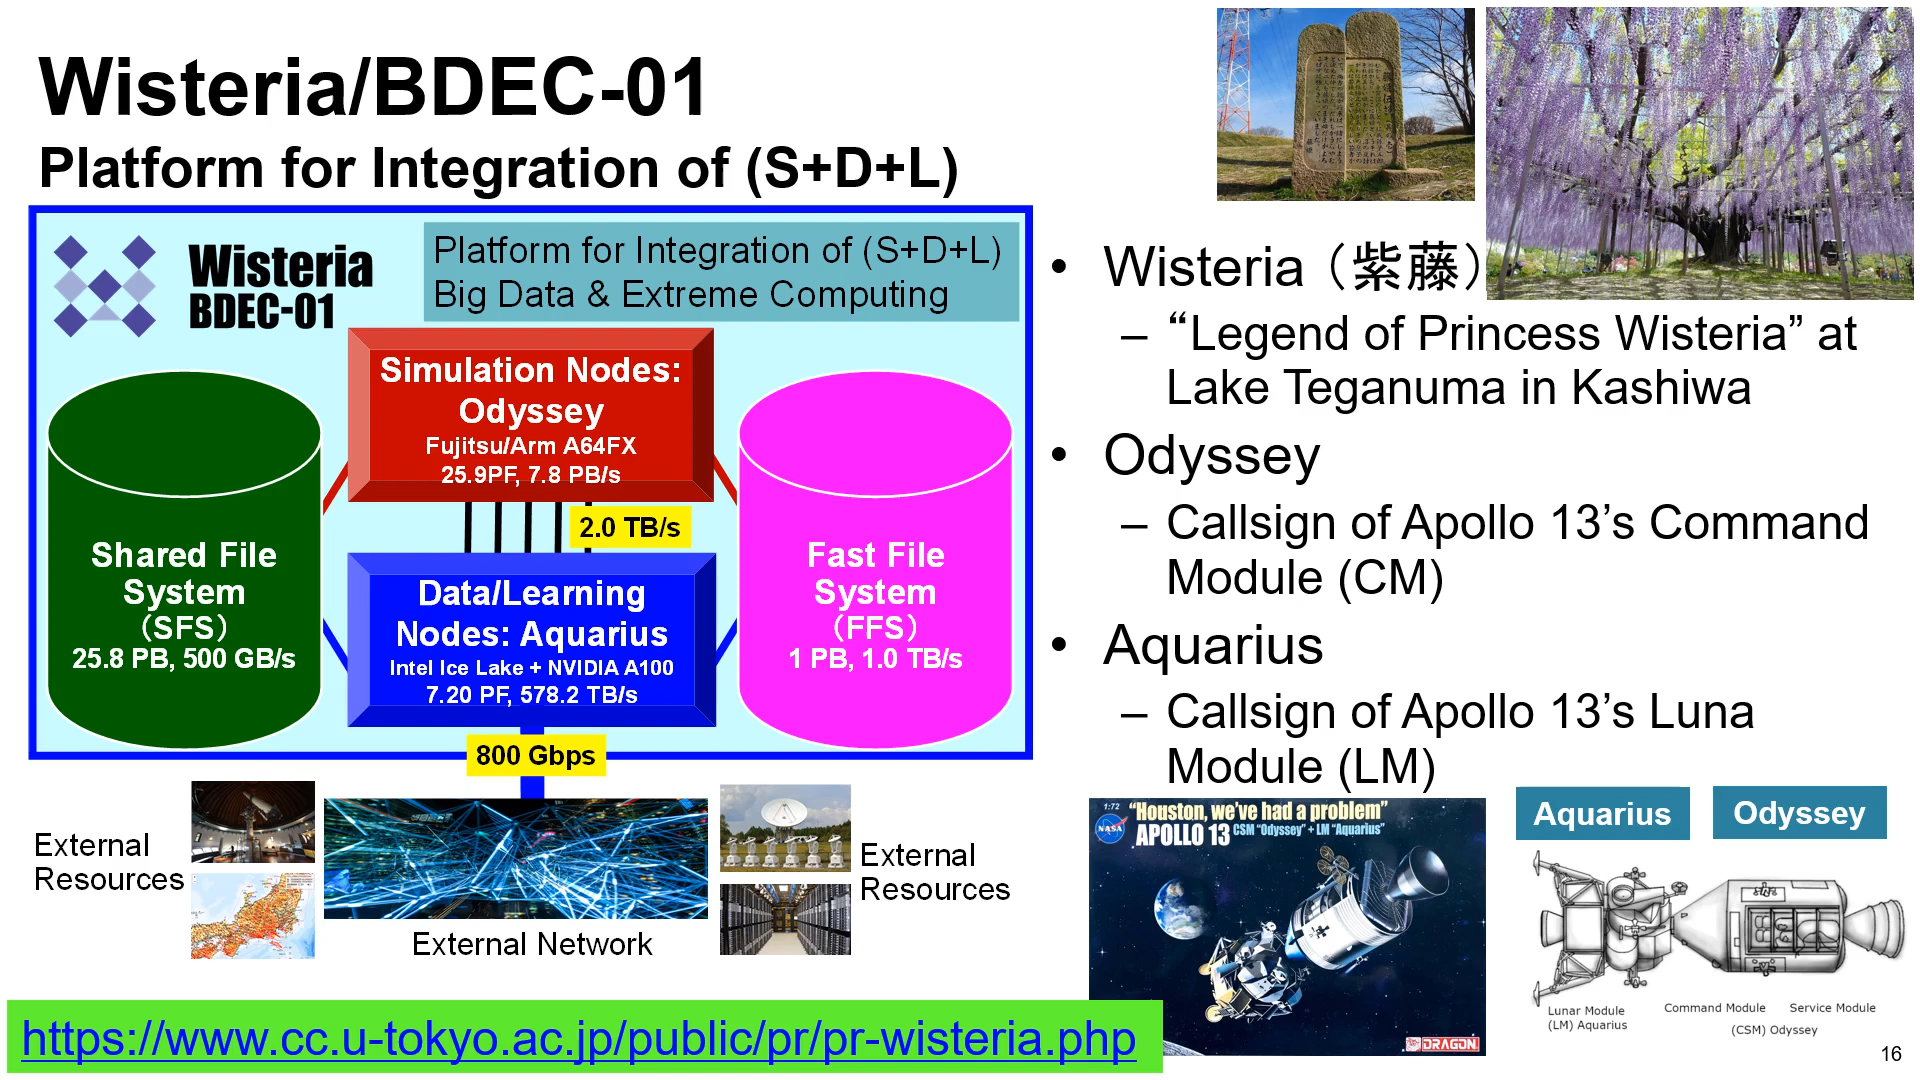 Wisteria/BDEC-01
Platform for Integration of (S+D+L)
Wisteria
BDEC-01
Platform for Integration of (S+D+L)
Big Data & Extreme Computing
Simulation Nodes:
Odyssey
Fujitsu/Arm A64FX
25.9PF, 7.8 PB/s
2.0 TB/s
Shared File
System
（SFS）
25.8 PB, 500 GB/s
Data/Learning
Nodes: Aquarius
Intel Ice Lake + NVIDIA A100
7.20 PF, 578.2 TB/s
Fast File
System
（FFS）
1 PB, 1.0 TB/s
800 Gbps
External
Resources
External Network
External
Resources
https://www.cc.u-tokyo.ac.jp/public/pr/pr-wisteria.php
• Wisteria（紫藤）
– “Legend of Princess Wisteria” at
Lake Teganuma in Kashiwa
• Odyssey
– Callsign of Apollo 13’s Command
Module (CM)
• Aquarius
– Callsign of Apollo 13’s Luna
Module (LM)
1:72
"Houston, we've had a problem"
NASA
APOLLO 13 CSM "Odyssey" + LM "Aquarius"
DRAGON
Aquarius
Odyssey
Lunar Module
(LM) Aquarius
Command Module
Service Module
(CSM) Odyssey
16